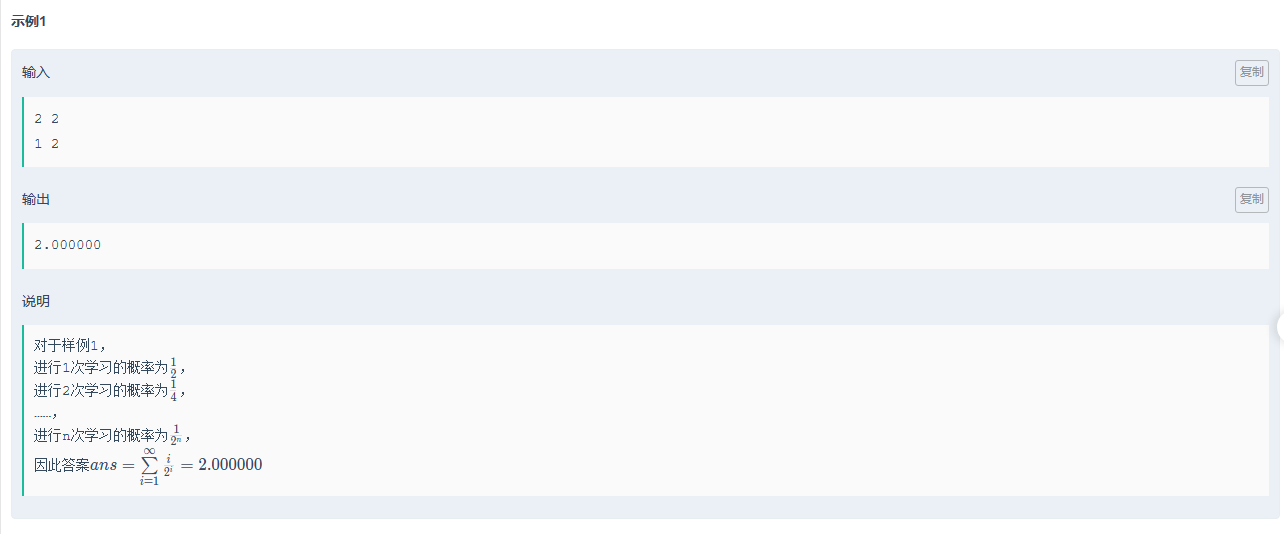 示例1
输入
复制
2 2
1 2
输出
复制
2.000000
说明
对于样例1,
进行1次学习的概率为$\frac{1}{2}$,
进行2次学习的概率为$\frac{1}{4}$,
……,
进行n次学习的概率为$\frac{1}{2^n}$,
因此答案$ans = \sum_{i=1}^{\infty} \frac{i}{2^i} = 2.000000$